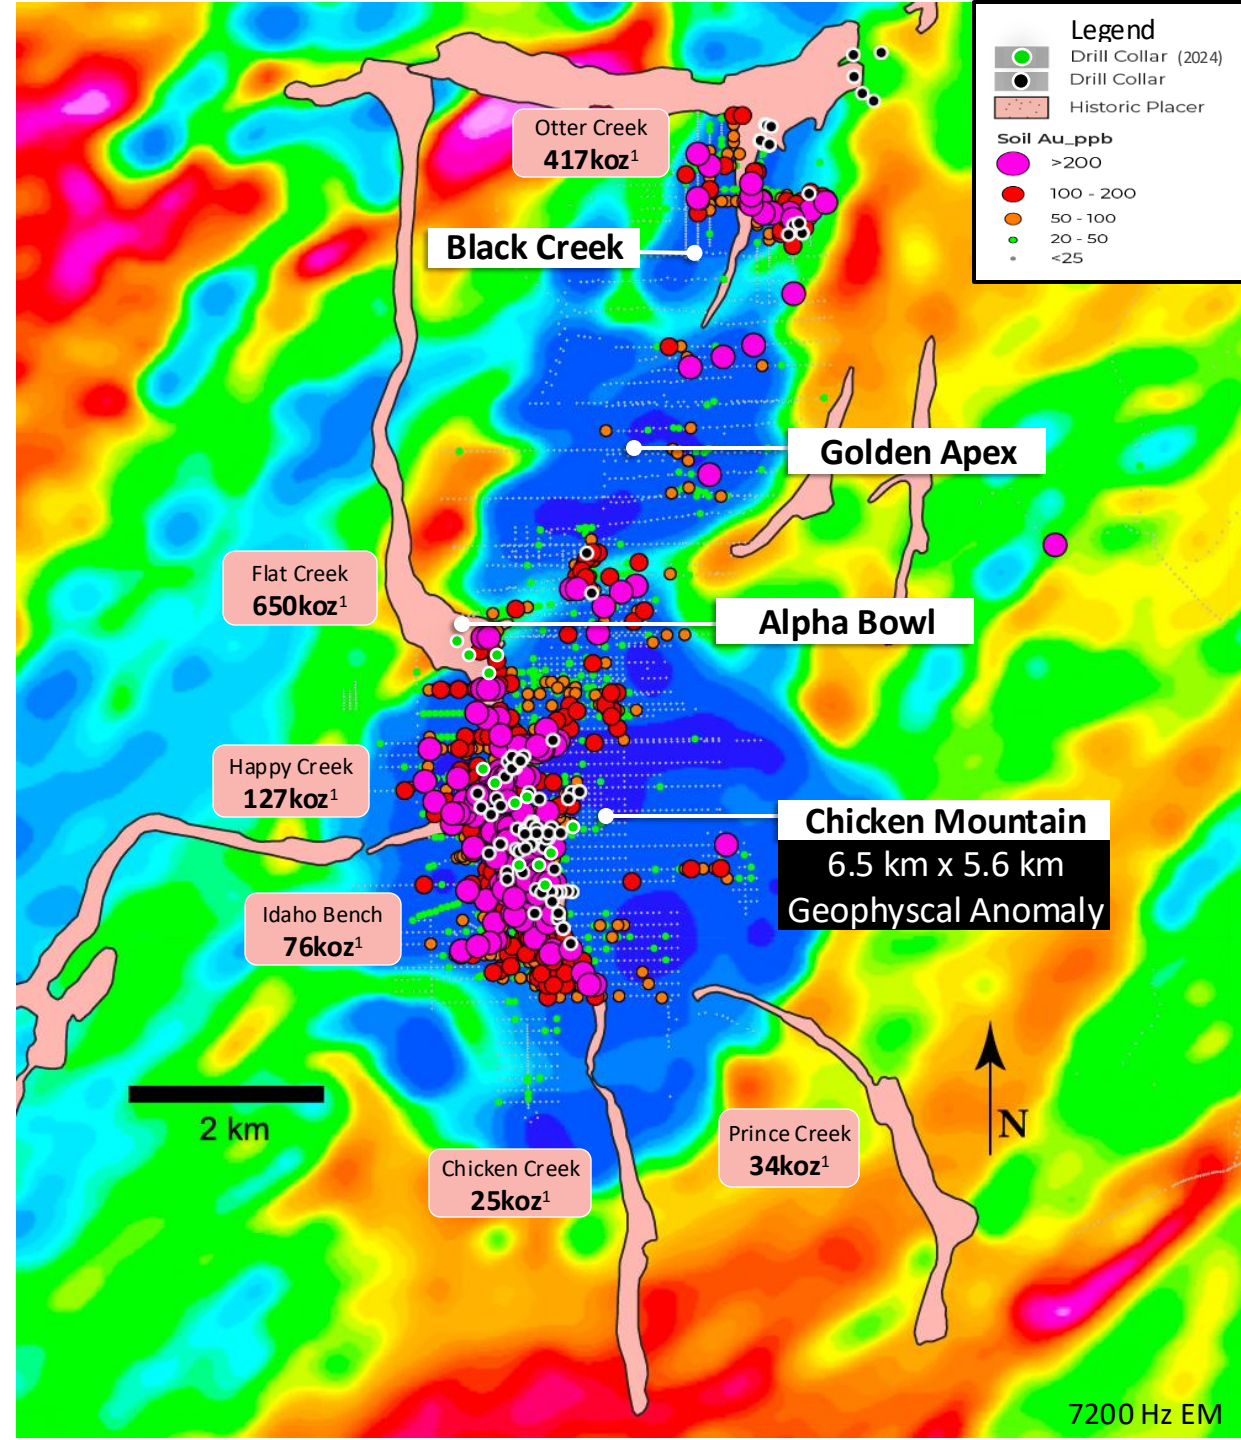 Legend
Drill Collar (2024)
Drill Collar
Historic Placer
Soil Au_ppb
>200
100 - 200
50 - 100
20 - 50
<25
Otter Creek
417koz¹
Black Creek
Golden Apex
Flat Creek
650koz¹
Alpha Bowl
Happy Creek
127koz¹
Chicken Mountain
6.5 km x 5.6 km
Geophyscal Anomaly
Idaho Bench
76koz¹
2 km
N
Prince Creek
34koz¹
Chicken Creek
25koz¹
7200 Hz EM